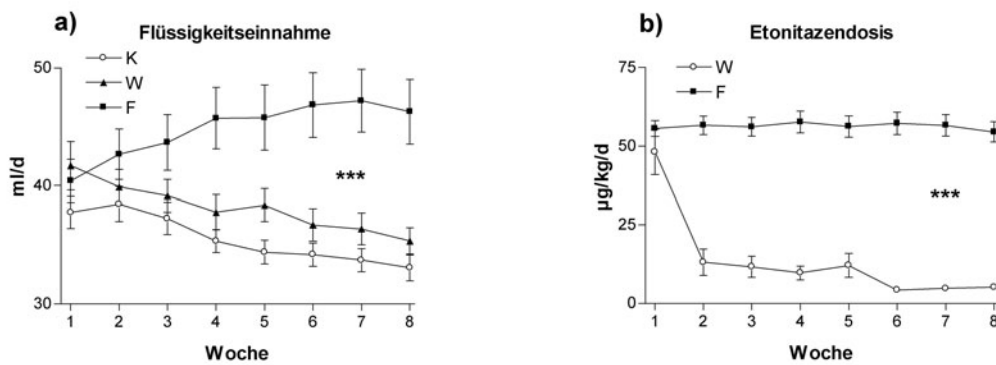 a)
Flüssigkeitseinnahme
K
W
F
50
40
30
ml/d
***
1 2 3 4 5 6 7 8
Woche
b)
Etonitazendosis
W
F
75
50
25
0
µg/kg/d
***
1 2 3 4 5 6 7 8
Woche